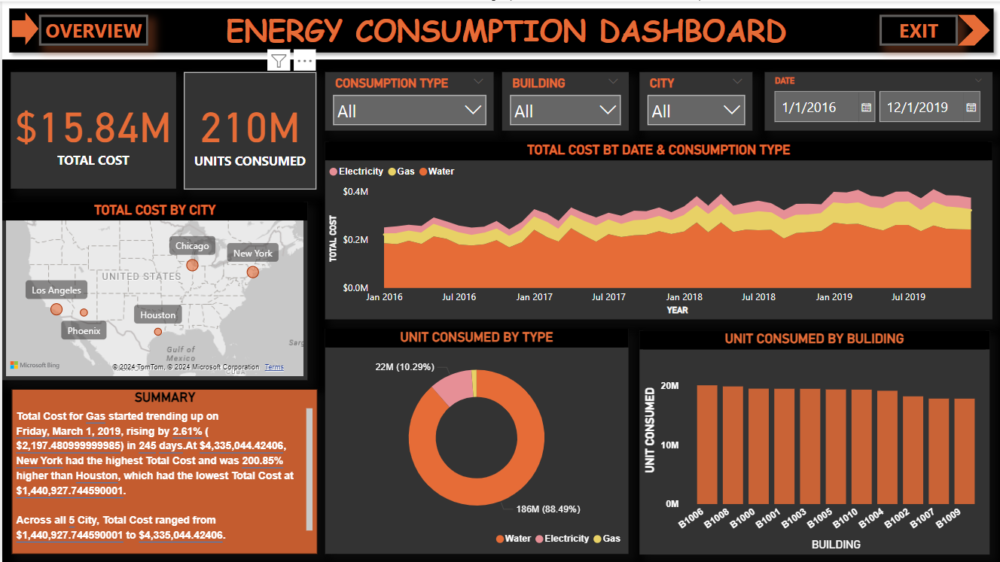 OVERVIEW
ENERGY CONSUMPTION DASHBOARD
EXIT
$15.84M
TOTAL COST
210M
UNITS CONSUMED
CONSUMPTION TYPE
All
BUILDING
All
CITY
All
DATE
1/1/2016
12/1/2019
TOTAL COST BT DATE & CONSUMPTION TYPE
Electricity Gas Water
TOTAL COST
$0.4M
$0.2M
$0.0M
Jan 2016 Jul 2016 Jan 2017 Jul 2017 Jan 2018 Jul 2018 Jan 2019 Jul 2019
YEAR
TOTAL COST BY CITY
Chicago
New York
UNITED STATES
Los Angeles
Houston
Phoenix
Gulf of
Mexico
Sarg
CUBA
Microsoft Bing
© 2024 TomTom, © 2024 Microsoft Corporation Terms
SUMMARY
Total Cost for Gas started trending up on
Friday, March 1, 2019, rising by 2.61% (
$2,197.480999999985) in 245 days.At $4,335,044.42406,
New York had the highest Total Cost and was 200.85%
higher than Houston, which had the lowest Total Cost at
$1,440,927.744590001.
Across all 5 City, Total Cost ranged from
$1,440,927.744590001 to $4,335,044.42406.
UNIT CONSUMED BY TYPE
22M (10.29%)
186M (88.49%)
Water Electricity Gas
UNIT CONSUMED BY BULIDING
UNIT CONSUMED
20M
10M
0M
B1006 B1008 B1000 B1001 B1003 B1005 B1010 B1004 B1002 B1007 B1009
BUILDING